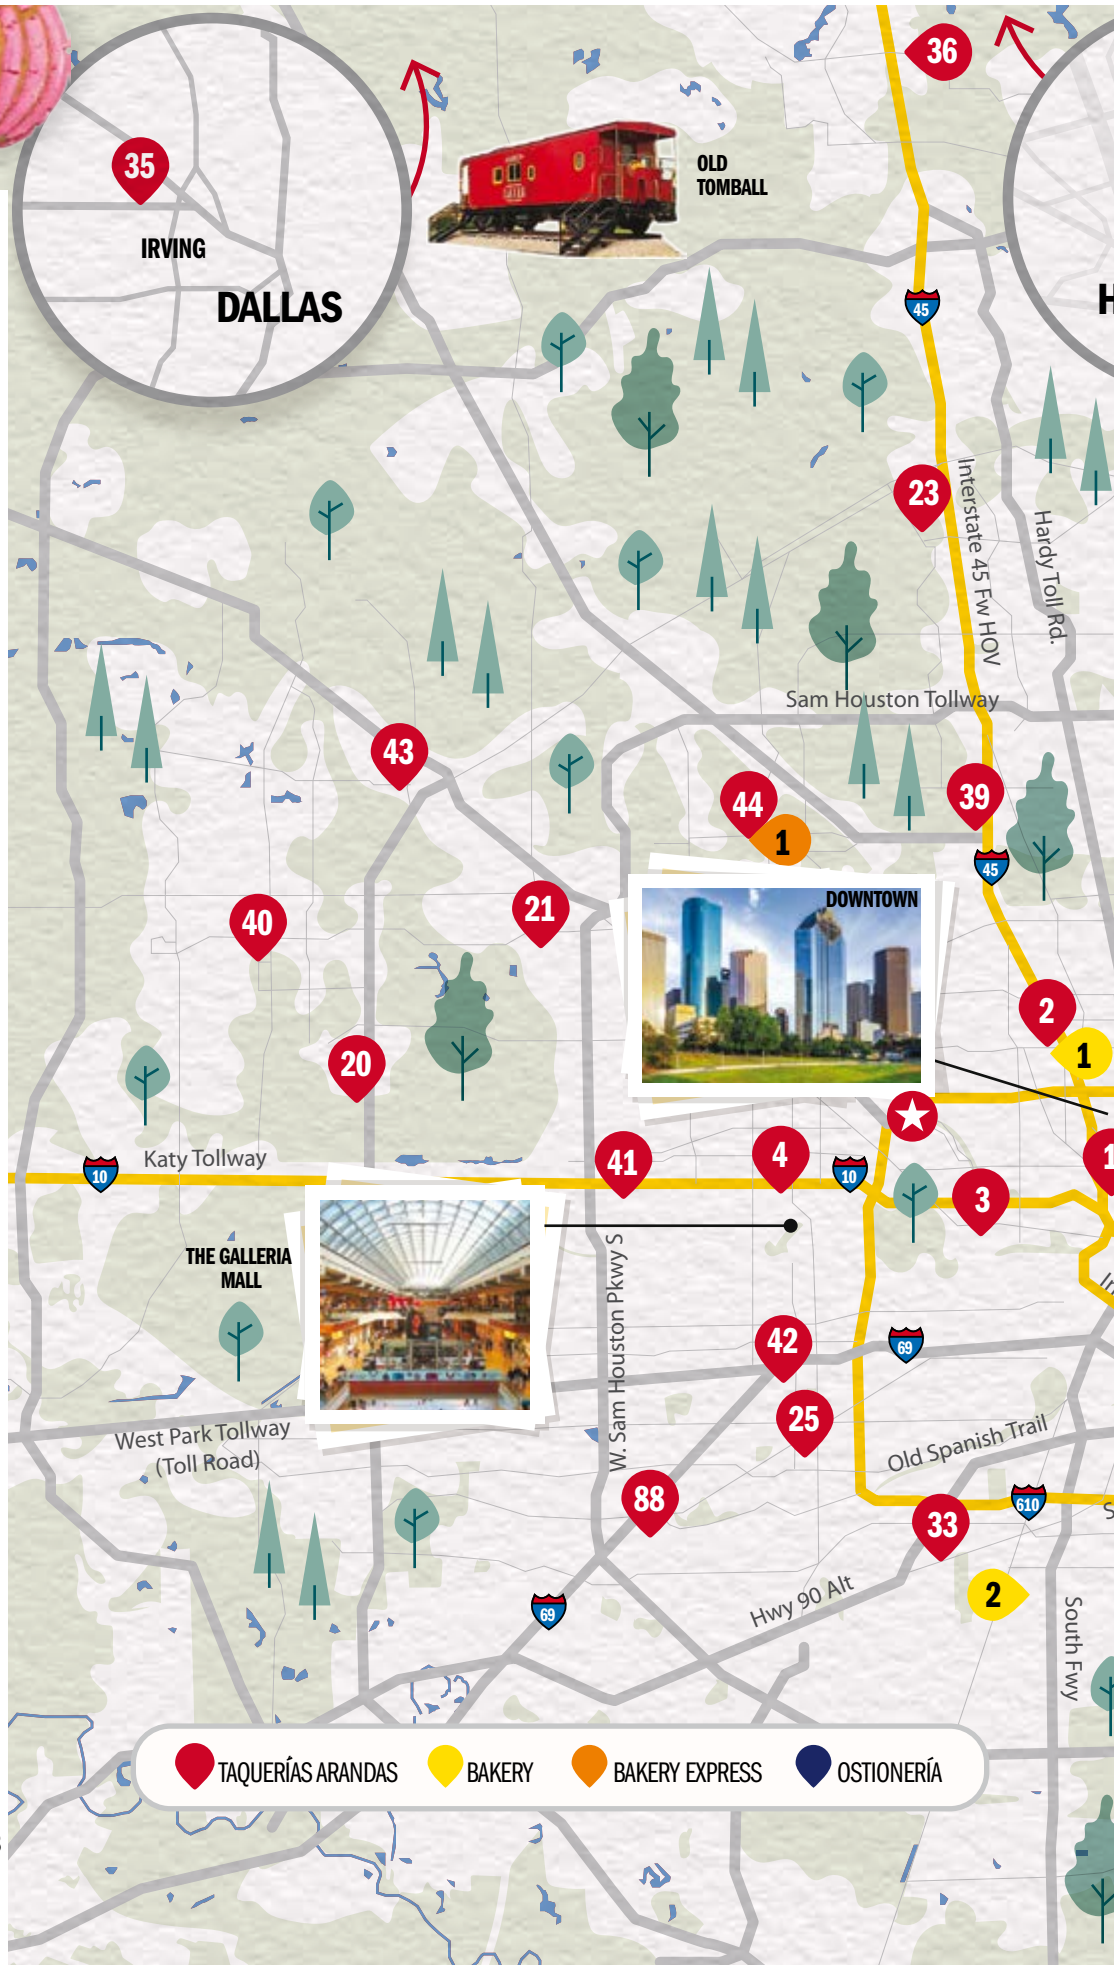 36
35
OLD
TOMBALL
IRVING
DALLAS
45
23
Interstate 45 Fw HOV
Hardy Toll Rd.
Sam Houston Tollway
43
44
39
1
45
DOWNTOWN
40
21
2
1
20
Katy Tollway
10
41
4
10
3
THE GALLERIA
MALL
W. Sam Houston Pkwy S
42
69
25
West Park Tollway
(Toll Road)
Old Spanish Trail
88
610
33
2
Hwy 90 Alt
69
South Fwy
TAQUERÍAS ARANDAS
BAKERY
BAKERY EXPRESS
OSTIONERÍA